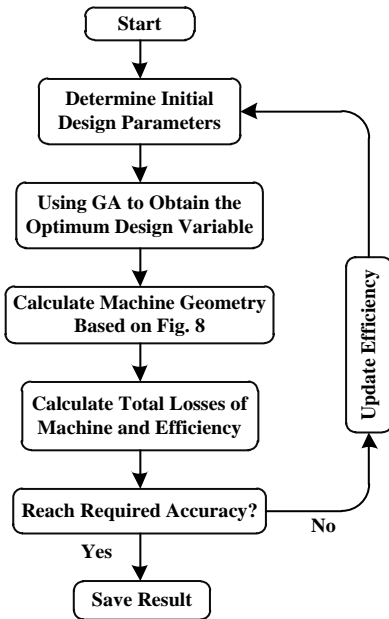 Start
Determine Initial
Design Parameters
Using GA to Obtain the
Optimum Design Variable
Calculate Machine Geometry
Based on Fig. 8
Calculate Total Losses of
Machine and Efficiency
Reach Required Accuracy?
No
Update Efficiency
Yes
Save Result